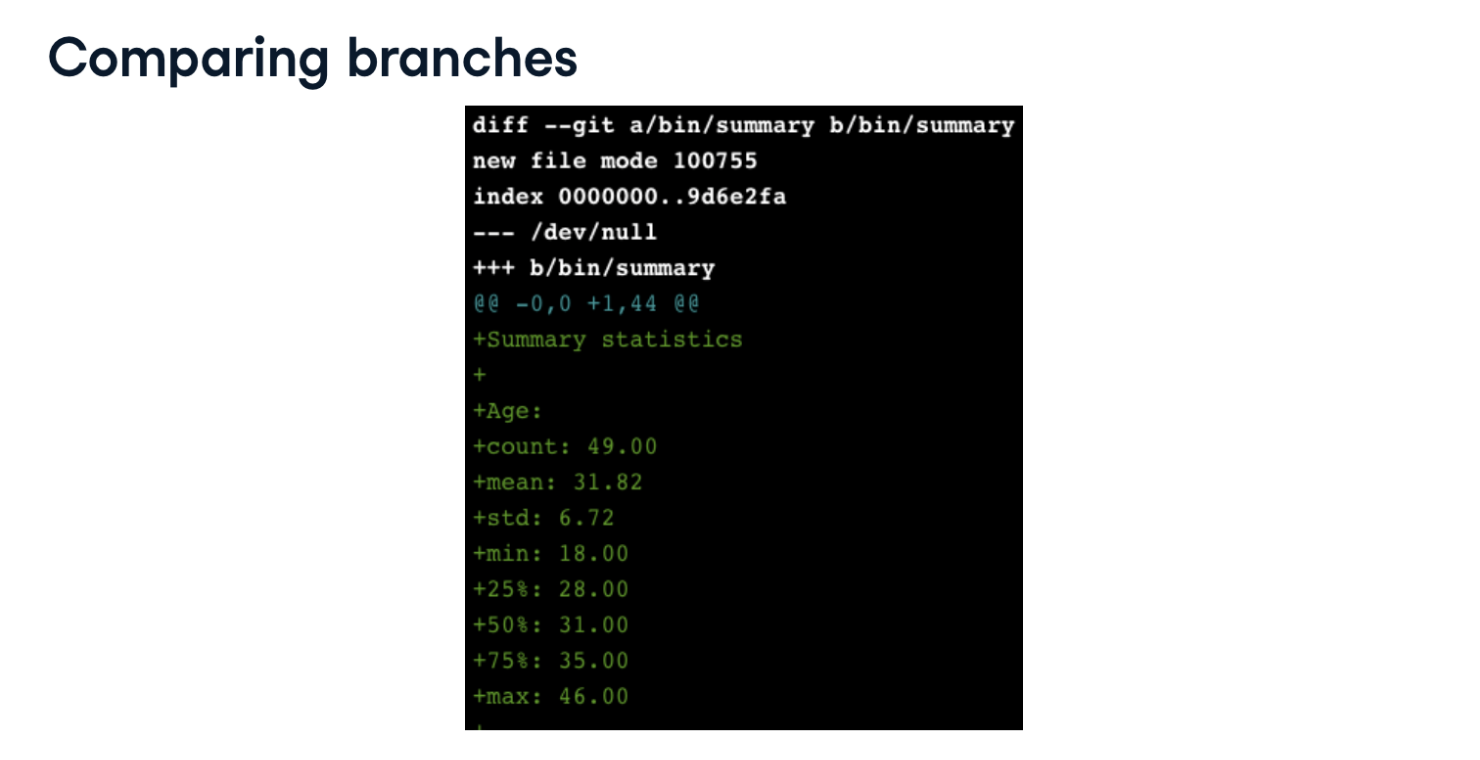 Comparing branches
diff --git a/bin/summary b/bin/summary
new file mode 100755
index 0000000..9d6e2fa
--- /dev/null
+++ b/bin/summary
@@ -0,0 +1,44 @@
+Summary statistics
+
+Age:
+count: 49.00
+mean: 31.82
+std: 6.72
+min: 18.00
+25%: 28.00
+50%: 31.00
+75%: 35.00
+max: 46.00